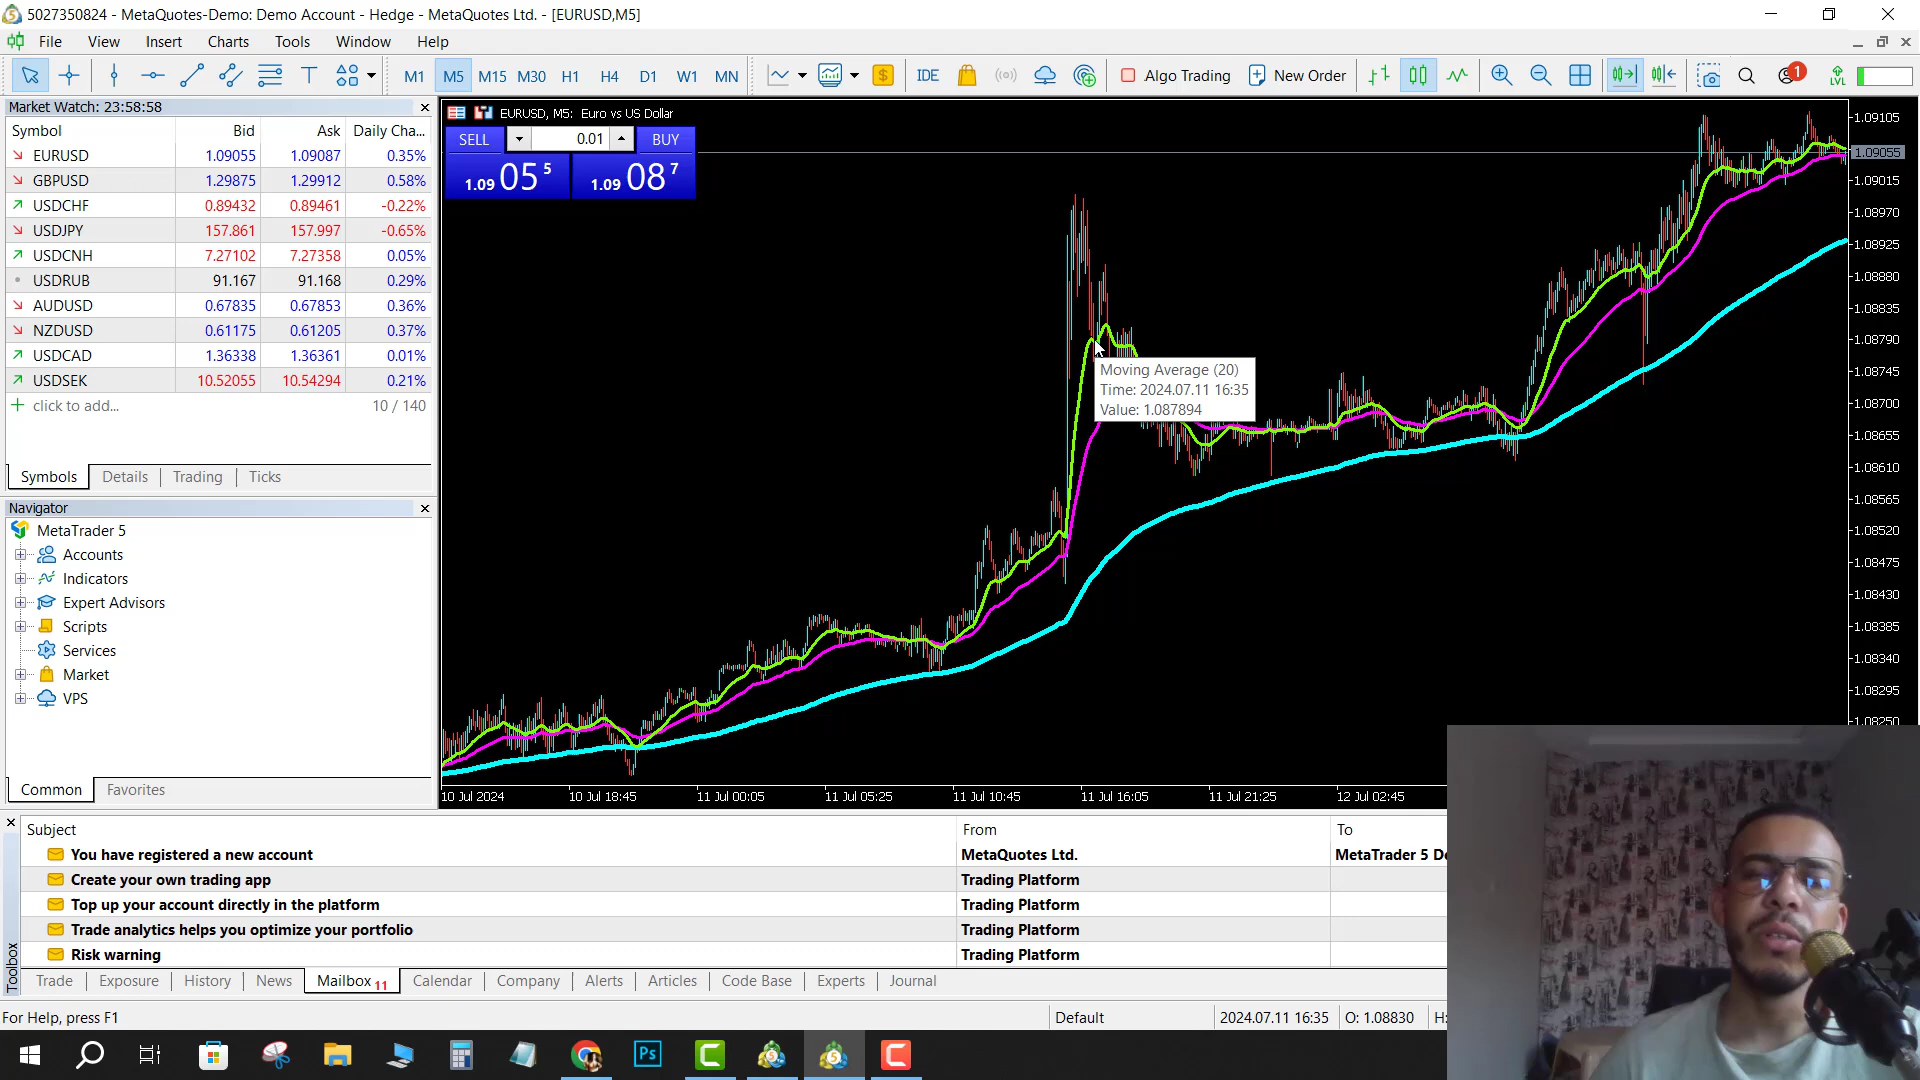 5027350824 - MetaQuotes-Demo: Demo Account - Hedge - MetaQuotes Ltd. - [EURUSD,M5]
File View Insert Charts Tools Window Help
M1 M5 M15 M30 H1 H4 D1 W1 MN $ IDE Algo Trading New Order 1 LVL
Market Watch: 23:58:58
Symbol Bid Ask Daily Cha...
EURUSD 1.09055 1.09087 0.35%
GBPUSD 1.29875 1.29912 0.58%
USDCHF 0.89432 0.89461 -0.22%
USDJPY 157.861 157.997 -0.65%
USDCNH 7.27102 7.27358 0.05%
USDRUB 91.167 91.168 0.29%
AUDUSD 0.67835 0.67853 0.36%
NZDUSD 0.61175 0.61205 0.37%
USDCAD 1.36338 1.36361 0.01%
USDSEK 10.52055 10.54294 0.21%
click to add... 10 / 140
Symbols Details Trading Ticks
Navigator
MetaTrader 5
Accounts
Indicators
Expert Advisors
Scripts
Services
Market
VPS
Common Favorites
EURUSD, M5: Euro vs US Dollar
SELL 0.01 BUY
1.09 05 5 1.09 08 7
Moving Average (20)
Time: 2024.07.11 16:35
Value: 1.087894
1.09105
1.09055
1.09015
1.08970
1.08925
1.08880
1.08835
1.08790
1.08745
1.08700
1.08655
1.08610
1.08565
1.08520
1.08475
1.08430
1.08385
1.08340
1.08295
1.08250
10 Jul 2024 10 Jul 18:45 11 Jul 00:05 11 Jul 05:25 11 Jul 10:45 11 Jul 16:05 11 Jul 21:25 12 Jul 02:45
Subject From To
You have registered a new account MetaQuotes Ltd. MetaTrader 5 De
Create your own trading app Trading Platform
Top up your account directly in the platform Trading Platform
Trade analytics helps you optimize your portfolio Trading Platform
Risk warning Trading Platform
Toolbox
Trade Exposure History News Mailbox 11 Calendar Company Alerts Articles Code Base Experts Journal
For Help, press F1 Default 2024.07.11 16:35 O: 1.08830 H:
Ps